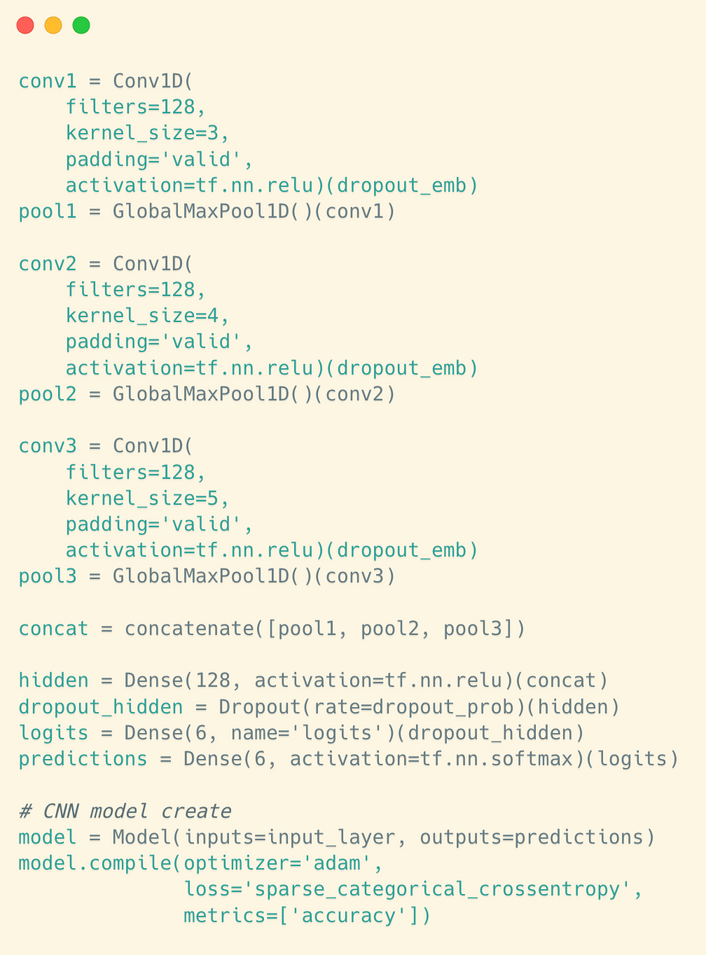 conv1 = Conv1D(
    filters=128,
    kernel_size=3,
    padding='valid',
    activation=tf.nn.relu)(dropout_emb)
pool1 = GlobalMaxPool1D()(conv1)

conv2 = Conv1D(
    filters=128,
    kernel_size=4,
    padding='valid',
    activation=tf.nn.relu)(dropout_emb)
pool2 = GlobalMaxPool1D()(conv2)

conv3 = Conv1D(
    filters=128,
    kernel_size=5,
    padding='valid',
    activation=tf.nn.relu)(dropout_emb)
pool3 = GlobalMaxPool1D()(conv3)

concat = concatenate([pool1, pool2, pool3])

hidden = Dense(128, activation=tf.nn.relu)(concat)
dropout_hidden = Dropout(rate=dropout_prob)(hidden)
logits = Dense(6, name='logits')(dropout_hidden)
predictions = Dense(6, activation=tf.nn.softmax)(logits)

# CNN model create
model = Model(inputs=input_layer, outputs=predictions)
model.compile(optimizer='adam',
              loss='sparse_categorical_crossentropy',
              metrics=['accuracy'])